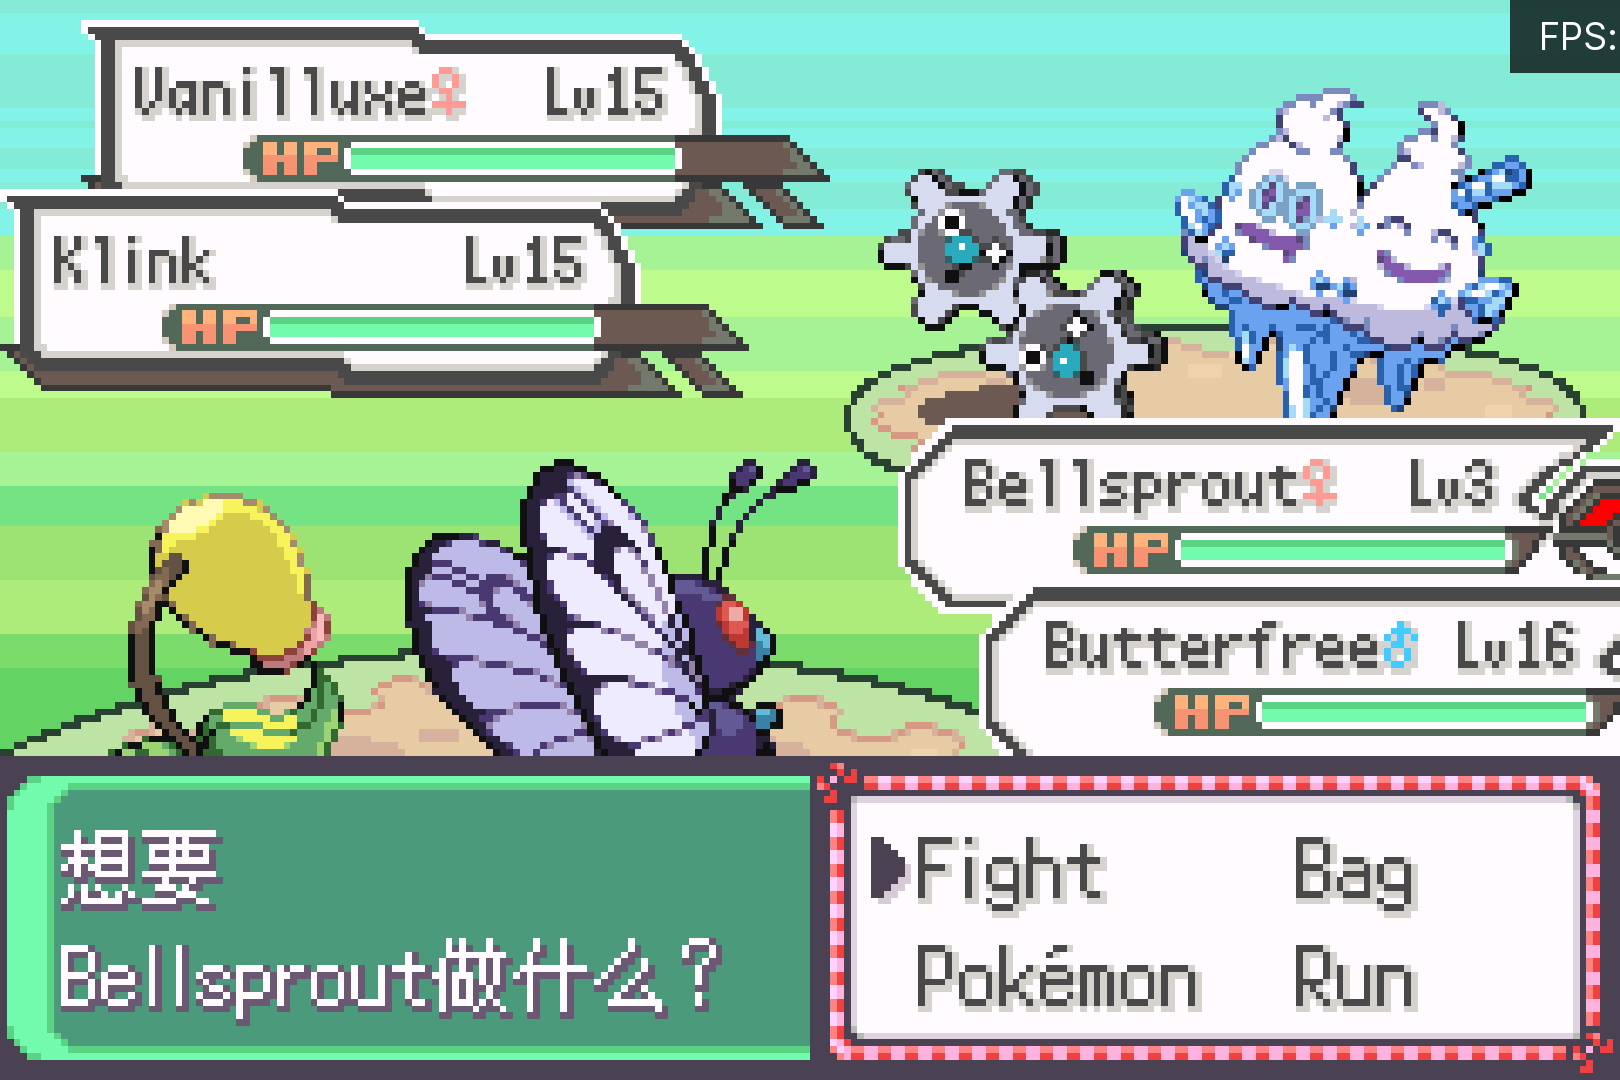 FPS:
Vanilluxe♀ Lv15
HP
Klink Lv15
HP
Bellsprout♀ Lv3
HP
Butterfree♂ Lv16
HP
想要
Bellsprout做什么?
Fight Bag
Pokémon Run